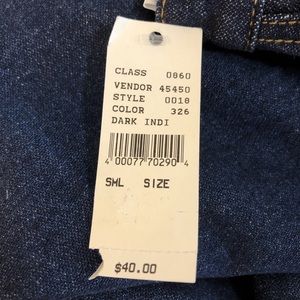 CLASS 0860
VENDOR 45450
STYLE 0018
COLOR 326
DARK INDI
4 00077 70290 4
SML SIZE
$40.00